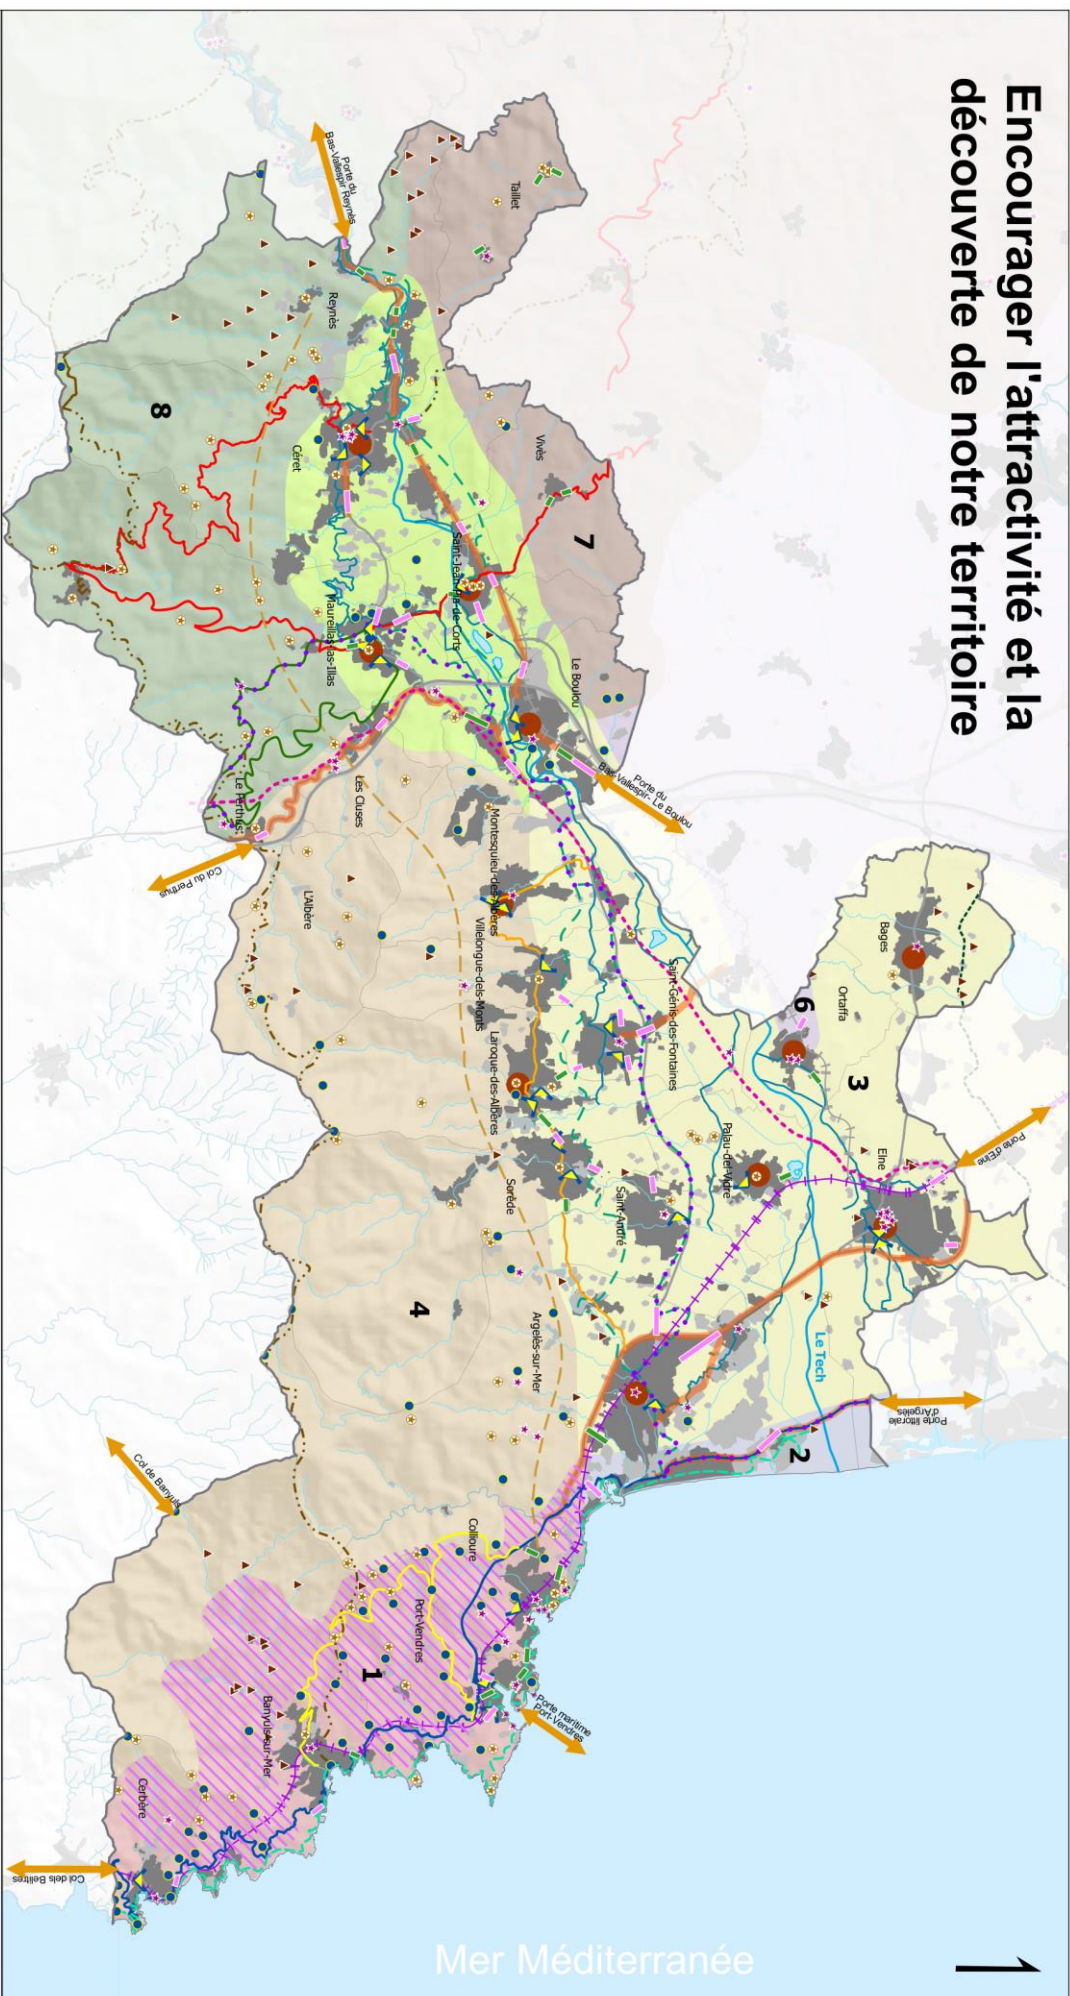 Encourager l'attractivité et la
découverte de notre territoire
Taillet
Porte du
Bas-Vallespir Reynès
Reynès
8
Céret
Vivès
7
Saint-Jean-Pla-de-Corts
Maureillas-las-Illas
Le Boulou
Porte du
Bas-Vallespir- Le Boulou
Les Cluses
Le Perthus
Col du Perthus
L'Albère
Montesquieu-des-Albères
Villelongue-dels-Monts
Laroque-des-Albères
Saint-Génis-des-Fontaines
Bages
Ortaffa
6
3
Elne
Porte d'Elne
Palau-del-Vidre
Saint-André
Sorède
4
Argelès-sur-Mer
Le Tech
Porte littorale
d'Argelès
2
Collioure
Port-Vendres
Porte maritime
Port-Vendres
1
Col de Banyuls
Banyuls-sur-Mer
Cerbère
Col dels Belitres
Mer Méditerranée